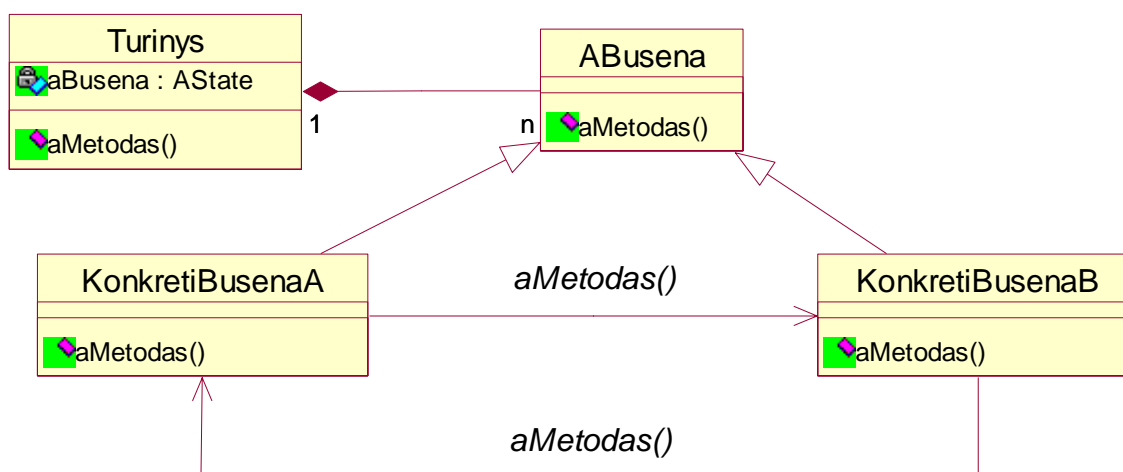 Turinys
aBusena : AState
aMetodas()
1
n
ABusena
aMetodas()
KonkretiBusenaA
aMetodas()
aMetodas()
KonkretiBusenaB
aMetodas()
aMetodas()